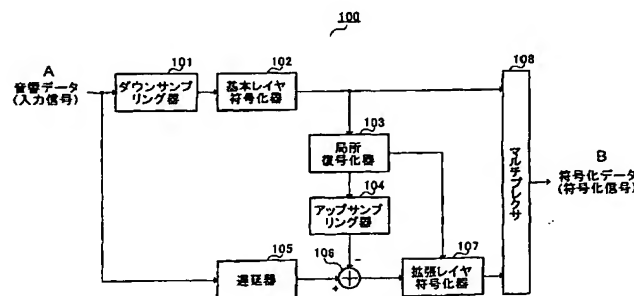 100
A
音響データ
(入力信号)
101
ダウンサンプ
リング器
102
基本レイヤ
符号化器
108
マルチプレクサ
103
局所
復号化器
B
符号化データ
(符号化信号)
104
アップサンプ
リング器
105
遅延器
106
-
+
107
拡張レイヤ
符号化器